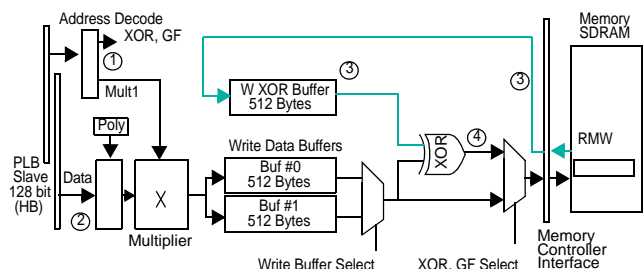 Address Decode
XOR, GF
1
Mult1
Poly
PLB
Slave
128 bit
(HB)
Data
2
X
Multiplier
W XOR Buffer
512 Bytes
3
Write Data Buffers
Buf #0
512 Bytes
Buf #1
512 Bytes
Write Buffer Select
XOR
4
XOR, GF Select
3
Memory
Controller
Interface
Memory
SDRAM
RMW